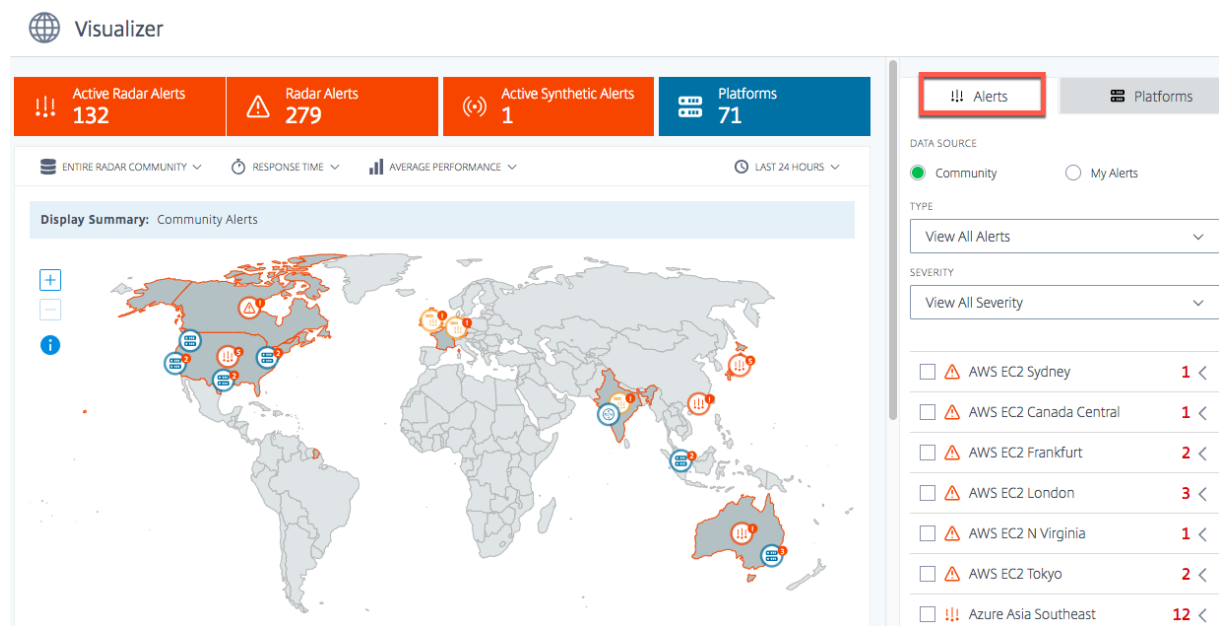 Visualizer
Active Radar Alerts
132
Radar Alerts
279
Active Synthetic Alerts
1
Platforms
71
ENTIRE RADAR COMMUNITY
RESPONSE TIME
AVERAGE PERFORMANCE
LAST 24 HOURS
Display Summary: Community Alerts
Alerts
Platforms
DATA SOURCE
Community
My Alerts
TYPE
View All Alerts
SEVERITY
View All Severity
AWS EC2 Sydney 1
AWS EC2 Canada Central 1
AWS EC2 Frankfurt 2
AWS EC2 London 3
AWS EC2 N Virginia 1
AWS EC2 Tokyo 2
Azure Asia Southeast 12